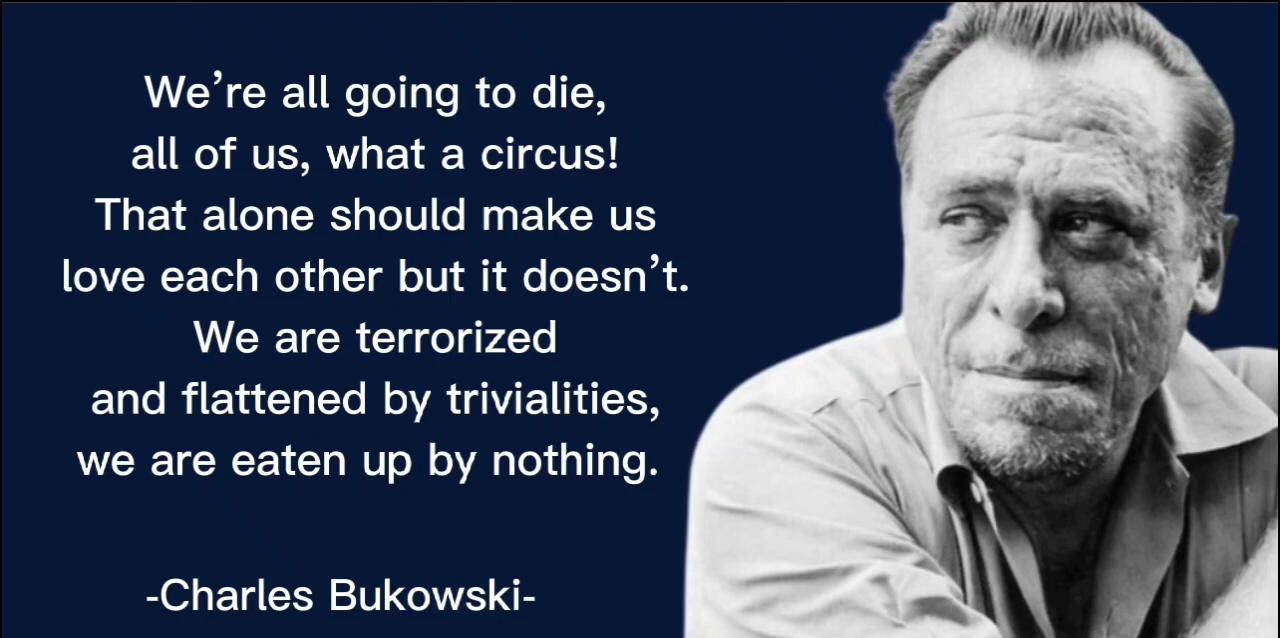 We’re all going to die,
all of us, what a circus!
That alone should make us
love each other but it doesn’t.
We are terrorized
and flattened by trivialities,
we are eaten up by nothing.
-Charles Bukowski-